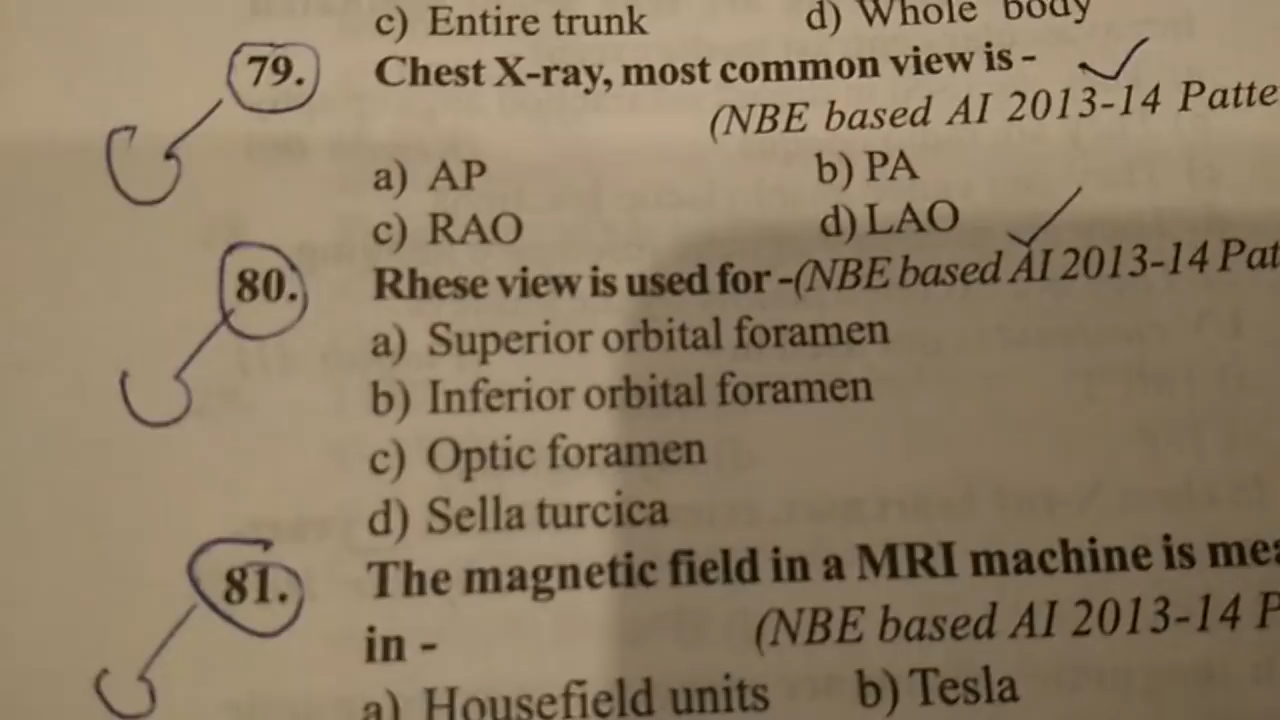 c) Entire trunk d) Whole body
79. Chest X-ray, most common view is -
(NBE based AI 2013-14 Patte
a) AP b) PA
c) RAO d) LAO
80. Rhese view is used for -(NBE based AI 2013-14 Pat
a) Superior orbital foramen
b) Inferior orbital foramen
c) Optic foramen
d) Sella turcica
81. The magnetic field in a MRI machine is mea
in - (NBE based AI 2013-14 P
a) Housefield units b) Tesla